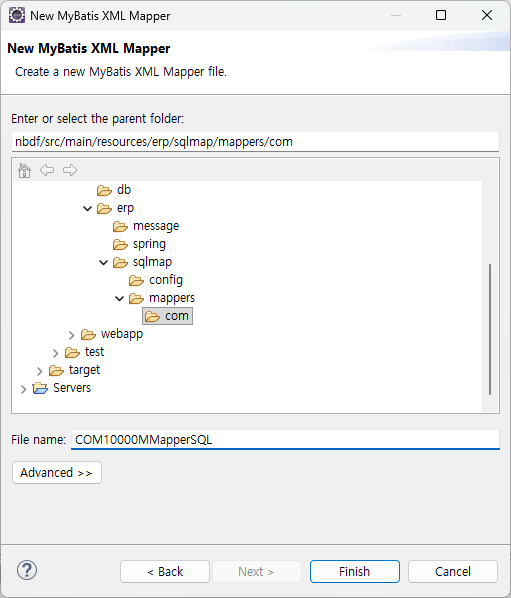 New MyBatis XML Mapper
New MyBatis XML Mapper
Create a new MyBatis XML Mapper file.
Enter or select the parent folder:
nbdf/src/main/resources/erp/sqlmap/mappers/com
db
erp
message
spring
sqlmap
config
mappers
com
webapp
test
target
Servers
File name: COM10000MMapperSQL
Advanced >>
? < Back Next > Finish Cancel